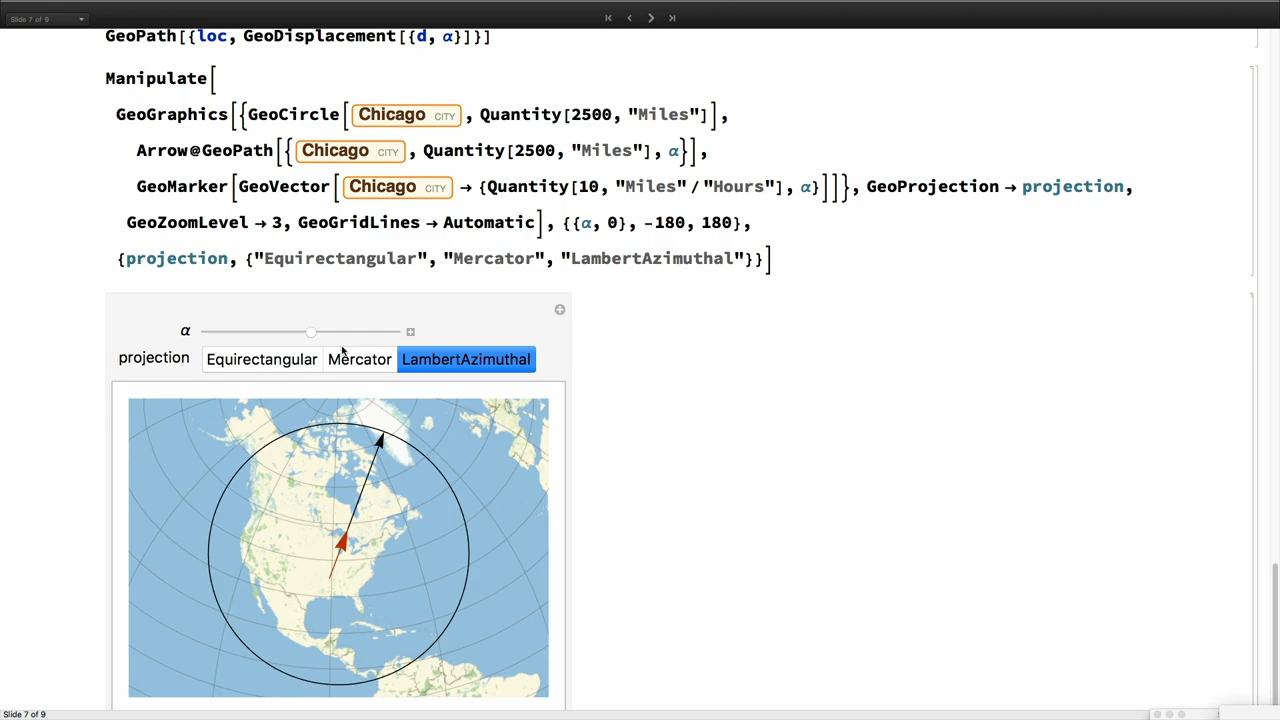 Slide 7 of 9
GeoPath[{loc, GeoDisplacement[{d, α}]}]
Manipulate[
GeoGraphics[{GeoCircle[Chicago CITY, Quantity[2500, "Miles"]],
Arrow@GeoPath[{Chicago CITY, Quantity[2500, "Miles"], α}],
GeoMarker[GeoVector[Chicago CITY → {Quantity[10, "Miles"/"Hours"], α}]]}, GeoProjection → projection,
GeoZoomLevel → 3, GeoGridLines → Automatic], {{α, 0}, -180, 180},
{projection, {"Equirectangular", "Mercator", "LambertAzimuthal"}}]
α
projection Equirectangular Mercator LambertAzimuthal
Slide 7 of 9